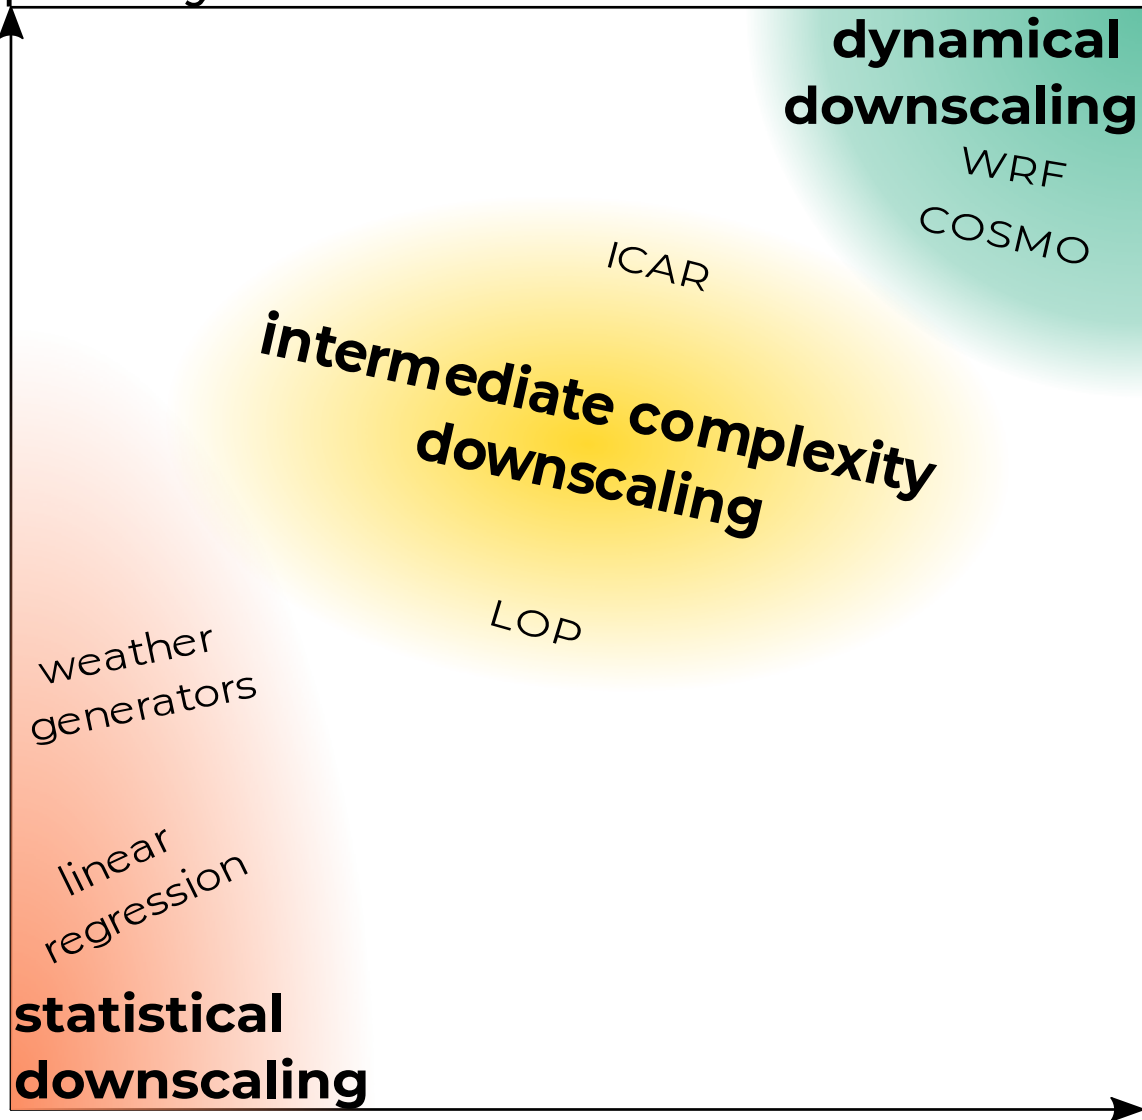 dynamical
downscaling
WRF
COSMO
ICAR
intermediate complexity
downscaling
LOP
weather
generators
linear
regression
statistical
downscaling